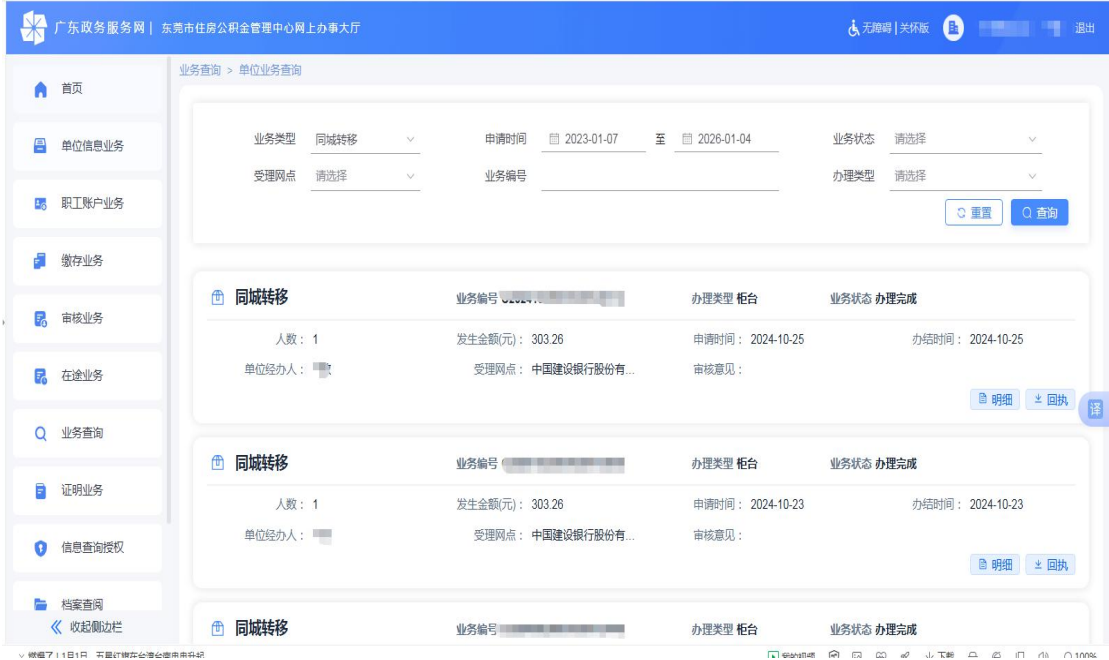 广东政务服务网 | 东莞市住房公积金管理中心网上办事大厅 无障碍 | 关怀版 退出
业务查询 > 单位业务查询
首页
单位信息业务
职工账户业务
缴存业务
审核业务
在途业务
业务查询
证明业务
信息查询授权
档案查阅
收起侧边栏
业务类型 同城转移 申请时间 2023-01-07 至 2026-01-04 业务状态 请选择
受理网点 请选择 业务编号 办理类型 请选择
重置 查询
同城转移 业务编号 办理类型 柜台 业务状态 办理完成
人数：1 发生金额(元)：303.26 申请时间：2024-10-25 办结时间：2024-10-25
单位经办人： 受理网点：中国建设银行股份有... 审核意见：
明细 回执
同城转移 业务编号 办理类型 柜台 业务状态 办理完成
人数：1 发生金额(元)：303.26 申请时间：2024-10-23 办结时间：2024-10-23
单位经办人： 受理网点：中国建设银行股份有... 审核意见：
明细 回执
同城转移 业务编号 办理类型 柜台 业务状态 办理完成
译
下载 100%